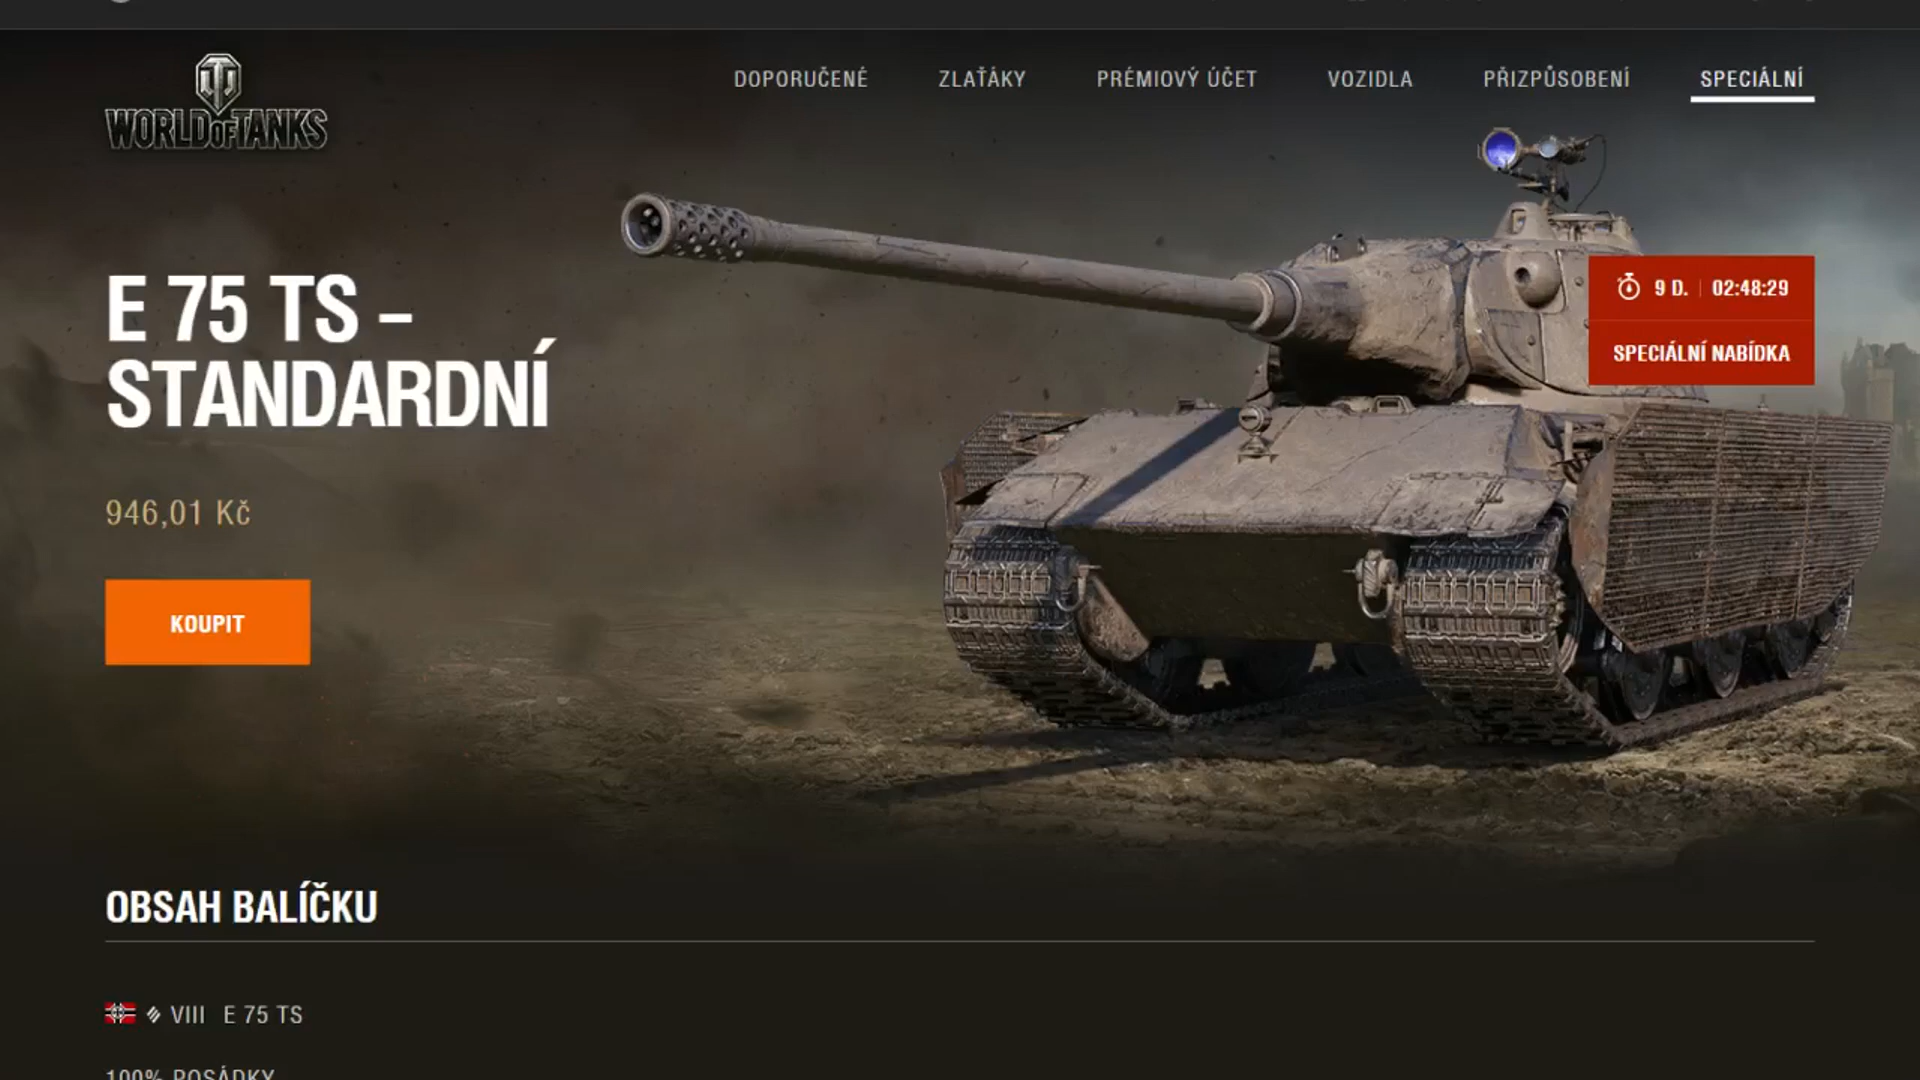 WORLD OF TANKS
DOPORUČENÉ
ZLAŤÁKY
PRÉMIOVÝ ÚČET
VOZIDLA
PŘIZPŮSOBENÍ
SPECIÁLNÍ
E 75 TS –
STANDARDNÍ
9 D. | 02:48:29
SPECIÁLNÍ NABÍDKA
946,01 Kč
KOUPIT
OBSAH BALÍČKU
VIII E 75 TS
100% POSÁDKY